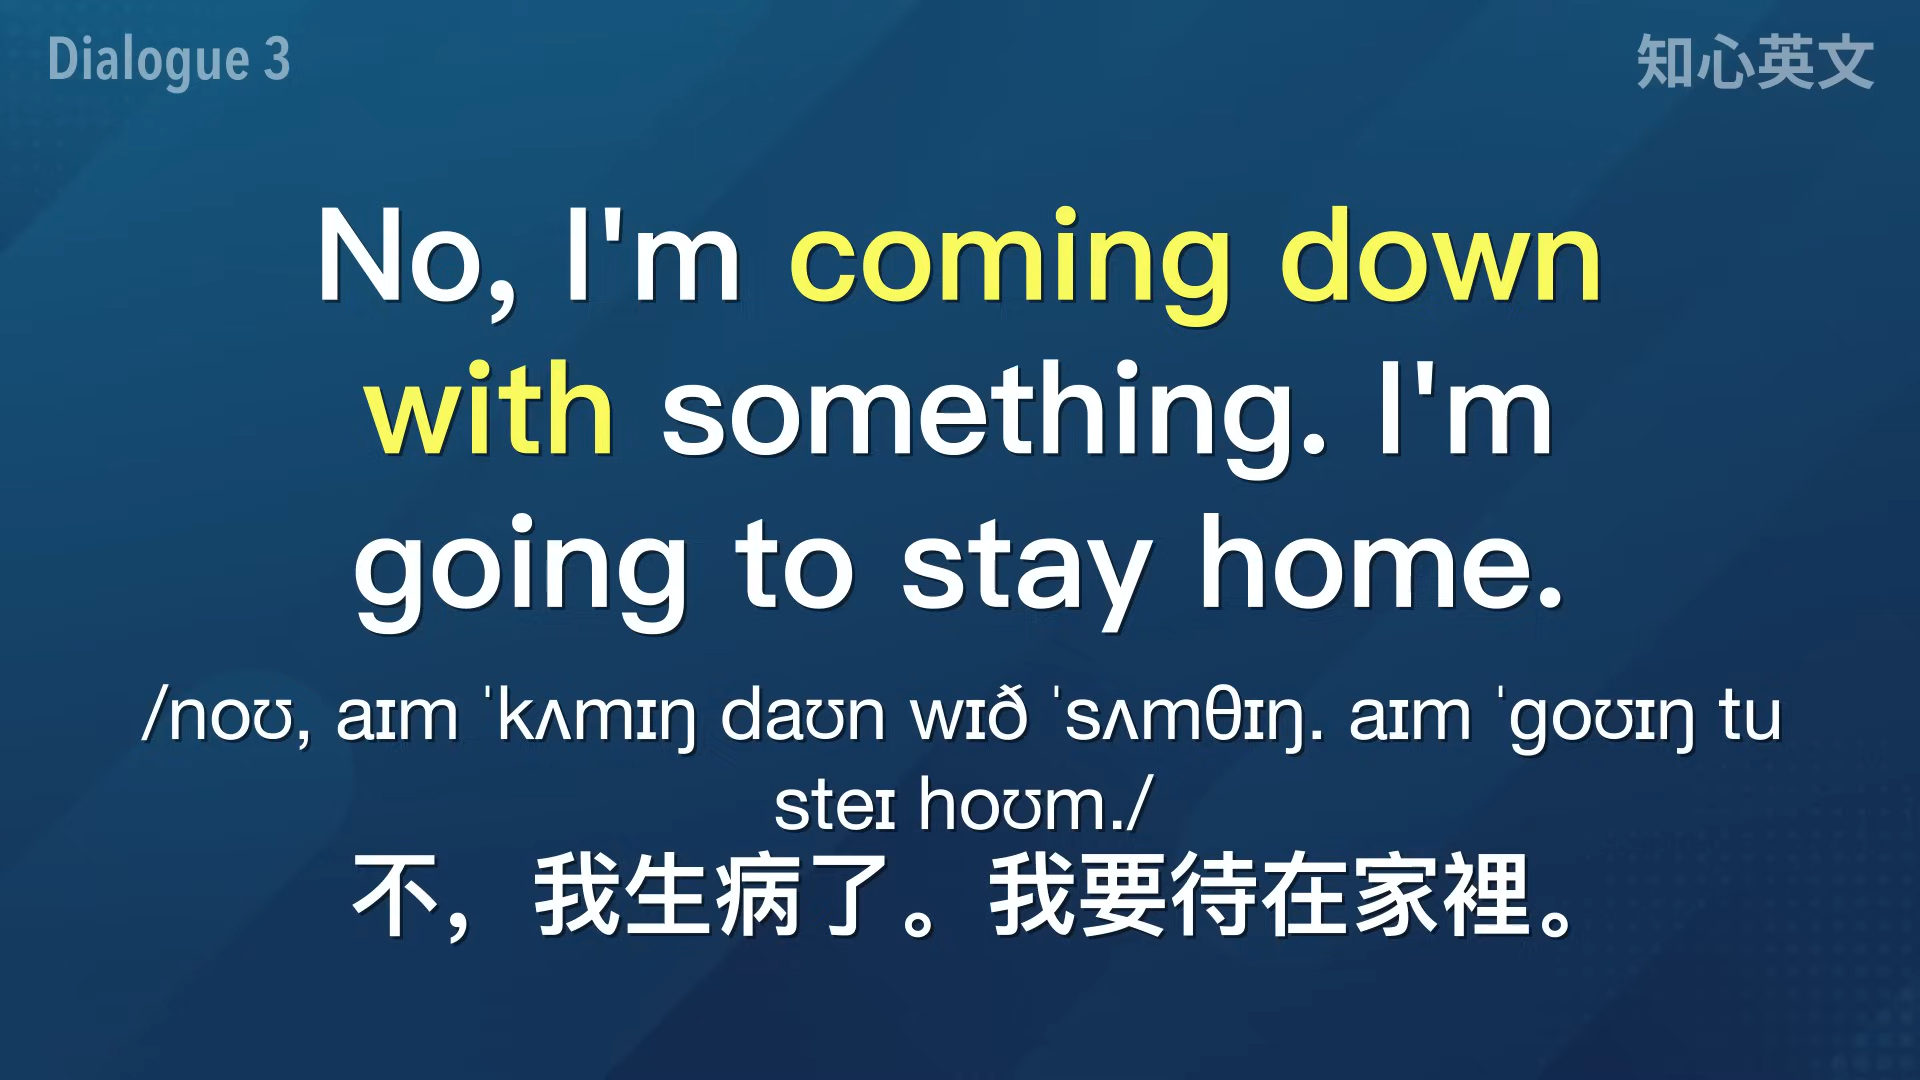 Dialogue 3
知心英文
No, I'm coming down
with something. I'm
going to stay home.
/noʊ, aɪm ˈkʌmɪŋ daʊn wɪð ˈsʌmθɪŋ. aɪm ˈɡoʊɪŋ tu
steɪ hoʊm./
不，我生病了。我要待在家裡。